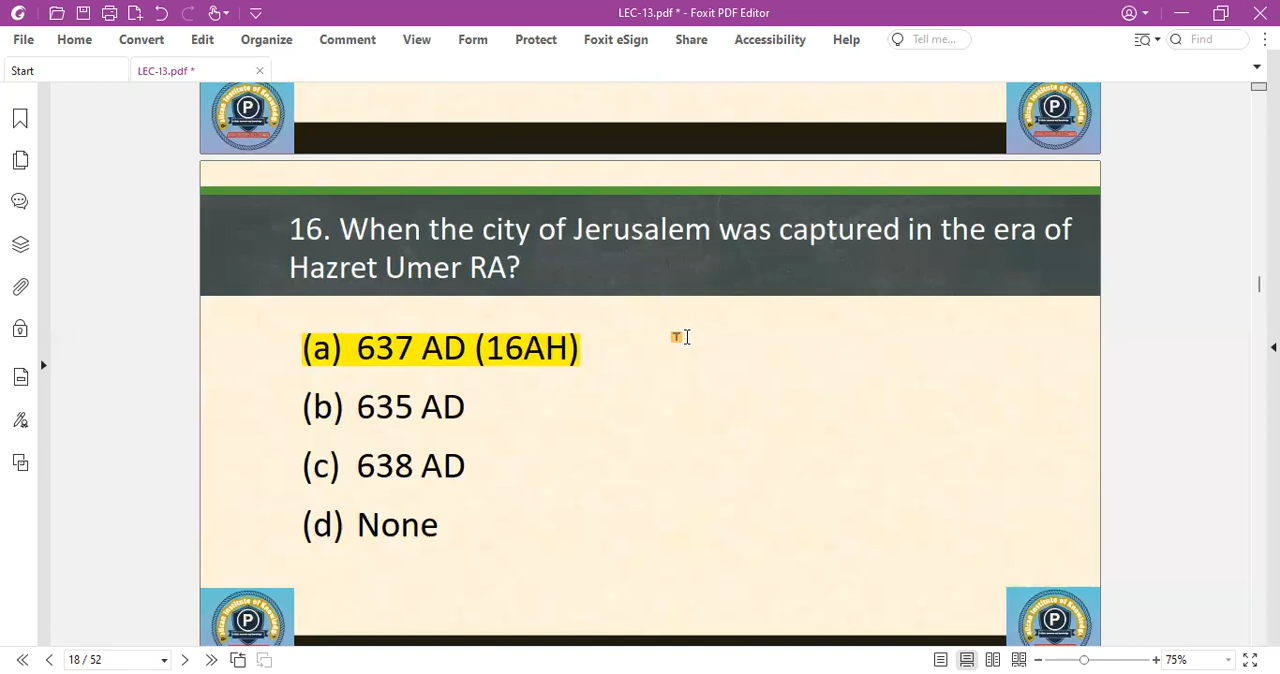 LEC-13.pdf * - Foxit PDF Editor
File Home Convert Edit Organize Comment View Form Protect Foxit eSign Share Accessibility Help Tell me... Find
Start LEC-13.pdf *
P P
16. When the city of Jerusalem was captured in the era of
Hazret Umer RA?
(a) 637 AD (16AH)
T
(b) 635 AD
(c) 638 AD
(d) None
P P
18 / 52 75%